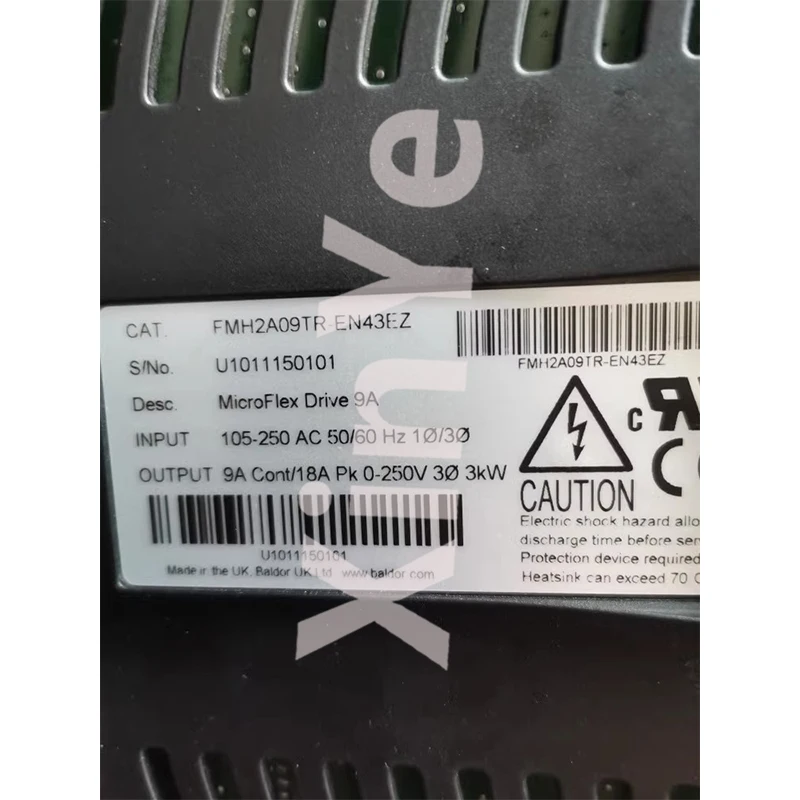 xinye
CAT. FMH2A09TR-EN43EZ
S/No. U1011150101
Desc. MicroFlex Drive 9A
INPUT 105-250 AC 50/60 Hz 1Ø/3Ø
OUTPUT 9A Cont/18A Pk 0-250V 3Ø 3kW
U1011150101
Made in the UK. Baldor UK Ltd www.baldor.com
FMH2A09TR-EN43EZ
c
CAUTION
Electric shock hazard allo
discharge time before ser
Protection device required
Heatsink can exceed 70 C